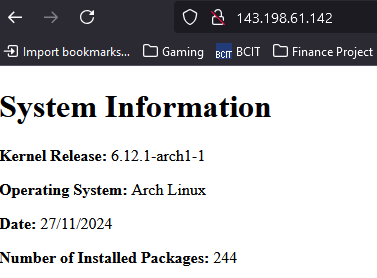 143.198.61.142
Import bookmarks... Gaming BCIT BCIT Finance Project
System Information
Kernel Release: 6.12.1-arch1-1
Operating System: Arch Linux
Date: 27/11/2024
Number of Installed Packages: 244